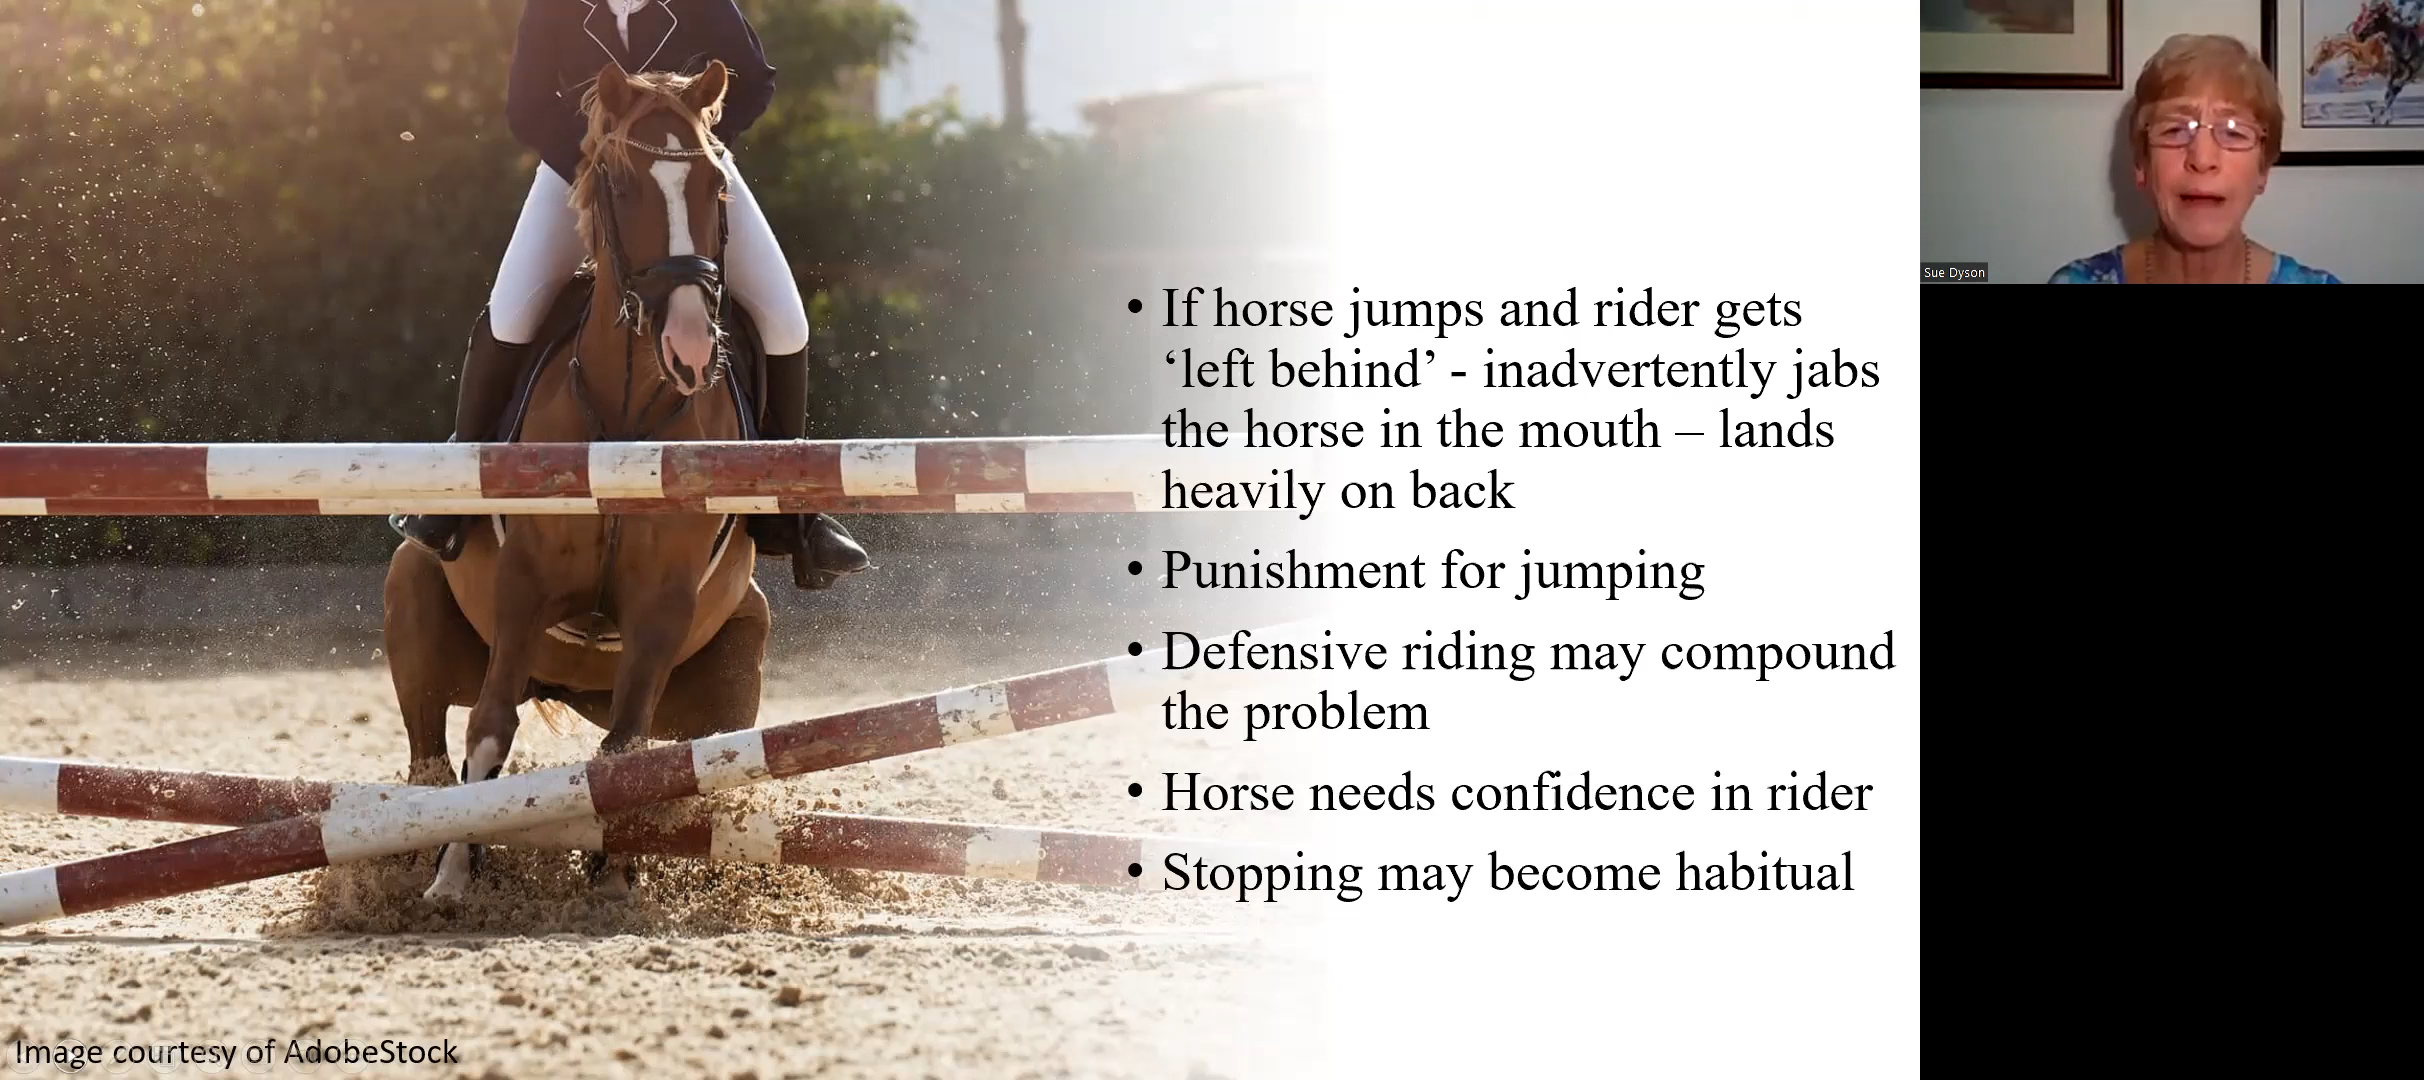 • If horse jumps and rider gets
‘left behind’ - inadvertently jabs
the horse in the mouth – lands
heavily on back
• Punishment for jumping
• Defensive riding may compound
the problem
• Horse needs confidence in rider
• Stopping may become habitual
Image courtesy of AdobeStock
Sue Dyson